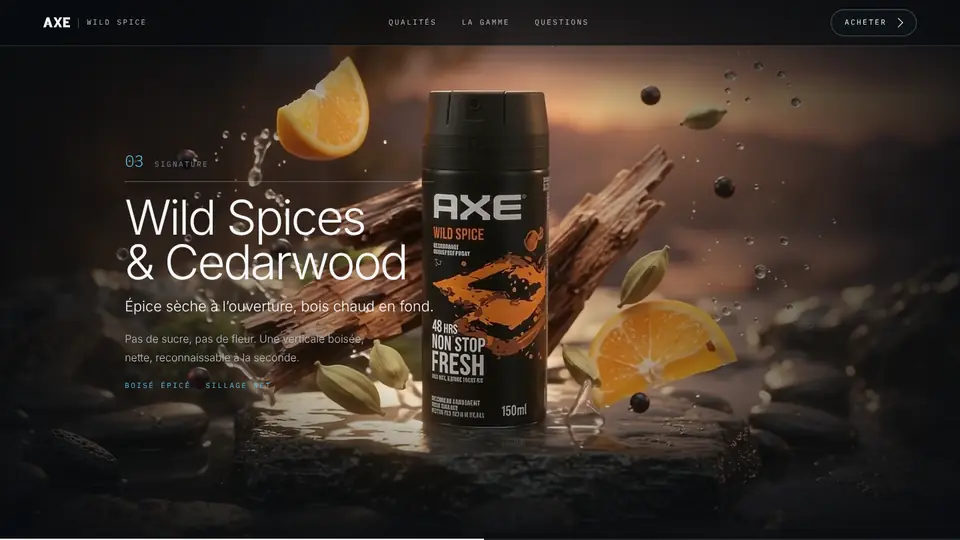 AXE | WILD SPICE
QUALITÉS
LA GAMME
QUESTIONS
ACHETER
03 SIGNATURE
Wild Spices
& Cedarwood
Épice sèche à l'ouverture, bois chaud en fond.
Pas de sucre, pas de fleur. Une verticale boisée,
nette, reconnaissable à la seconde.
BOISÉ ÉPICÉ SILLAGE NET
AXE
WILD SPICE
48 HRS
NON STOP
FRESH
150ml